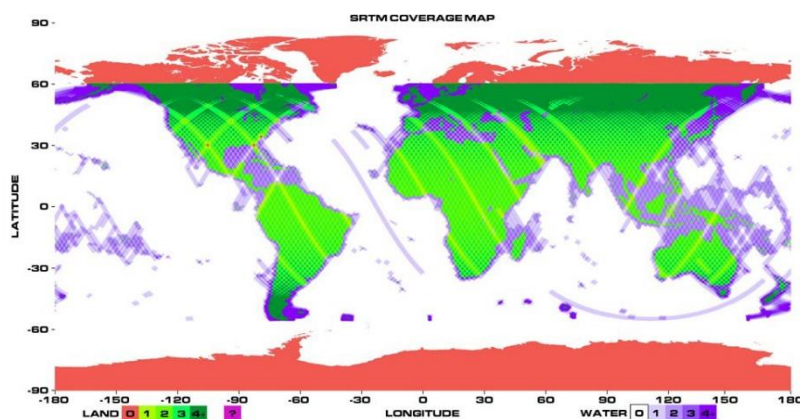 SRTM COVERAGE MAP
90
60
30
0
-30
-60
-90
LATITUDE
-180 -150 -120 -90 -60 -30 0 30 60 90 120 150 180
LAND 0 1 2 3 4+ ? LONGITUDE WATER 0 1 2 3 4+